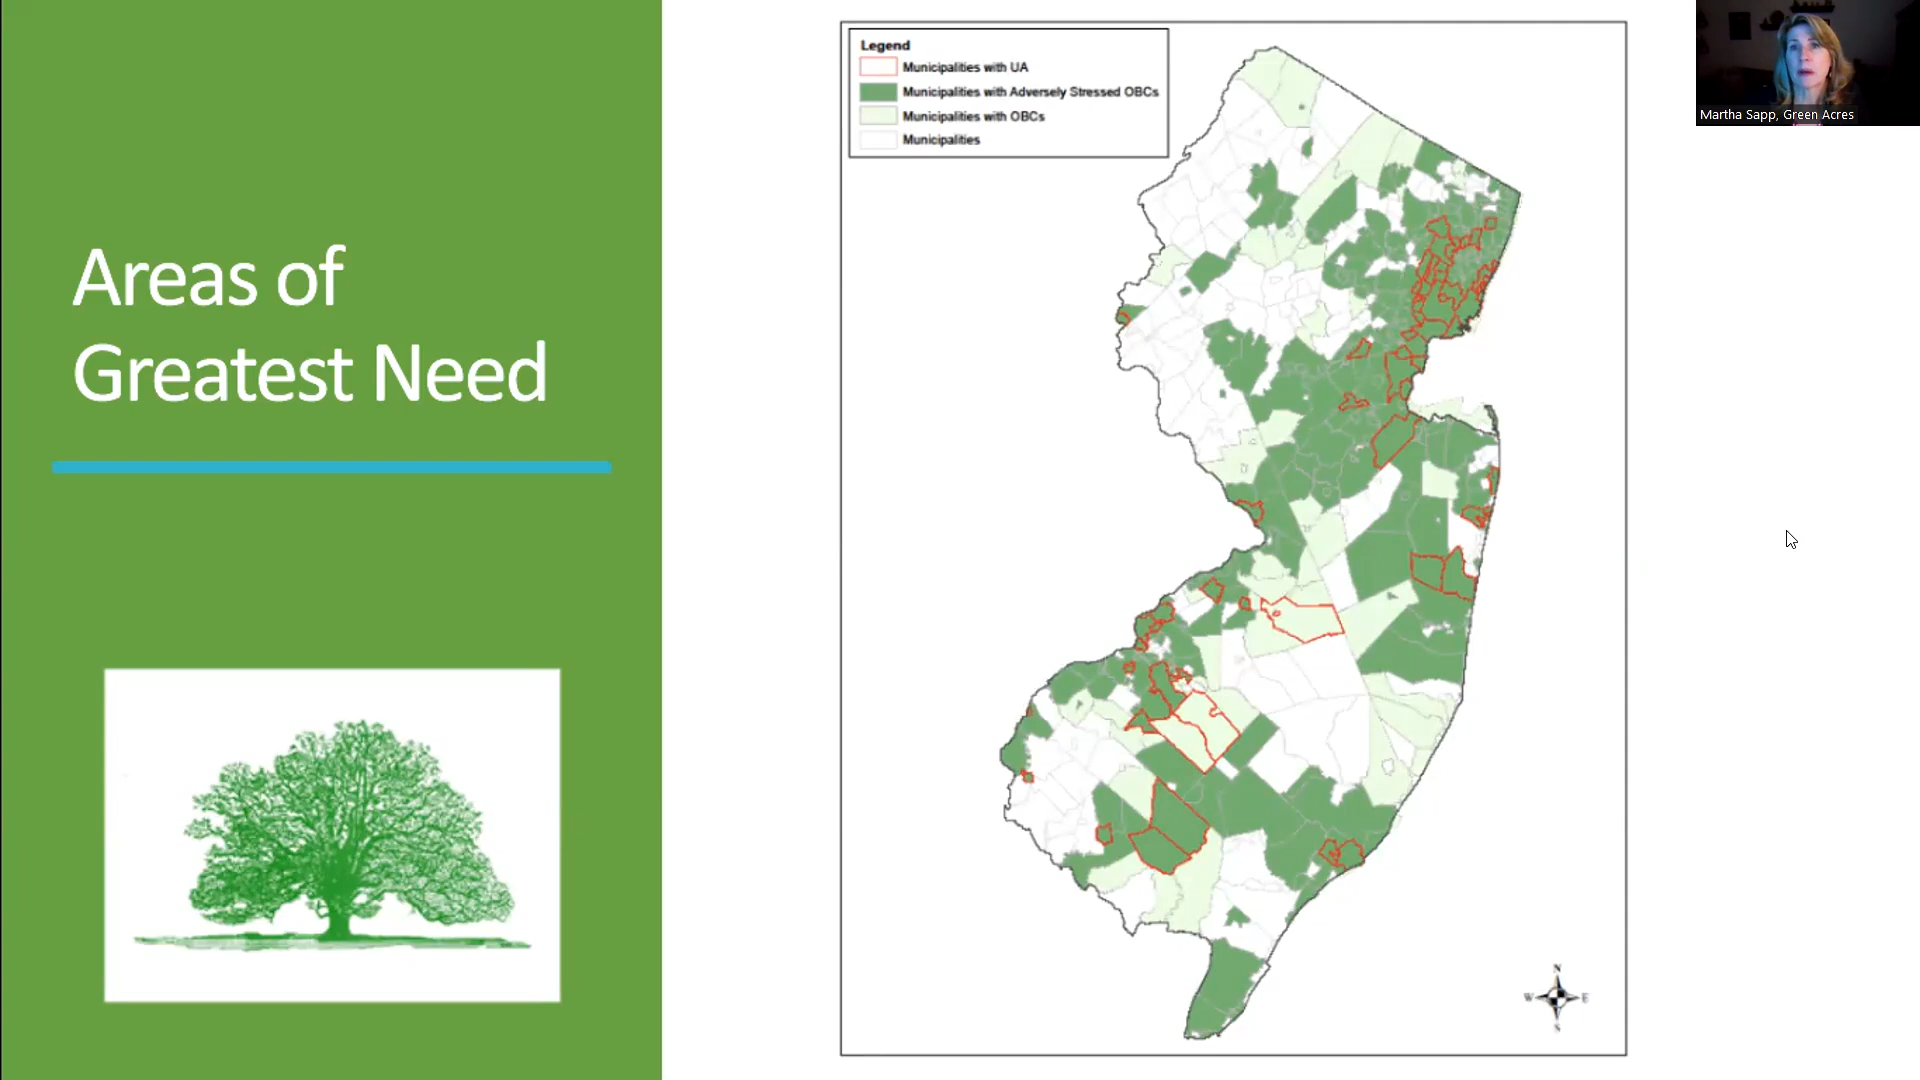 Areas of
Greatest Need
Legend
Municipalities with UA
Municipalities with Adversely Stressed OBCs
Municipalities with OBCs
Municipalities
N
W E
S
Martha Sapp, Green Acres